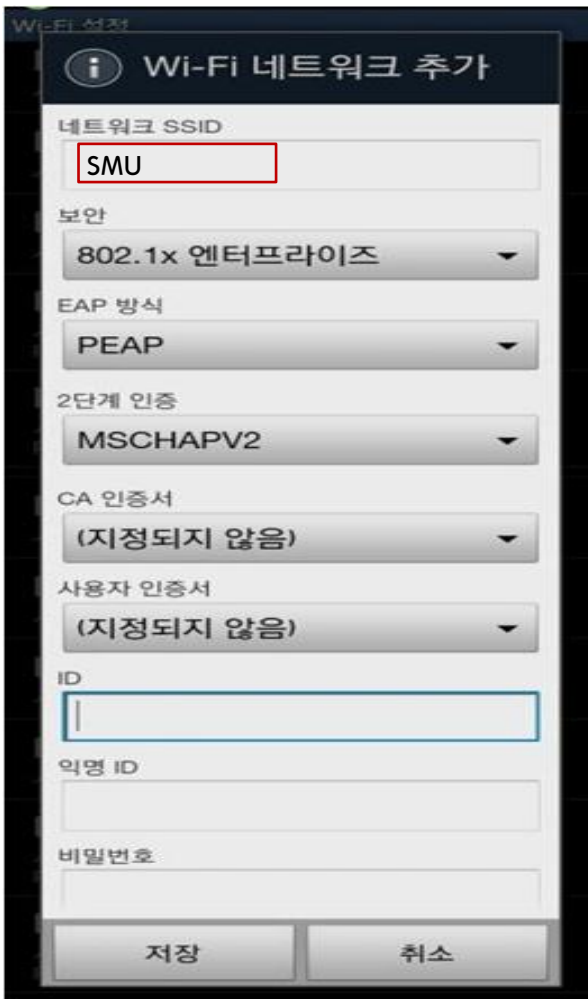 Wi-Fi 설정
Wi-Fi 네트워크 추가
네트워크 SSID
SMU
보안
802.1x 엔터프라이즈
EAP 방식
PEAP
2단계 인증
MSCHAPV2
CA 인증서
(지정되지 않음)
사용자 인증서
(지정되지 않음)
ID
익명 ID
비밀번호
저장
취소